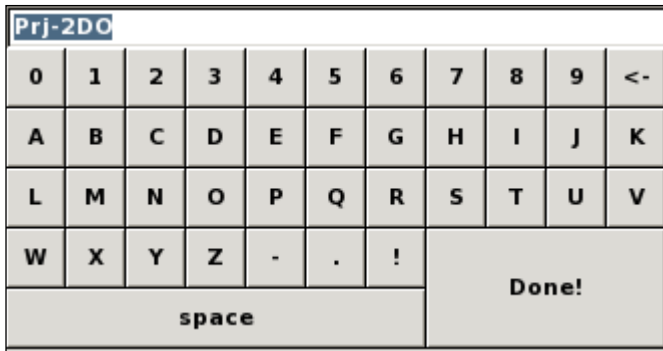 Prj-2DO
0 1 2 3 4 5 6 7 8 9 <-
A B C D E F G H I J K
L M N O P Q R S T U V
W X Y Z - . !
Done!
space